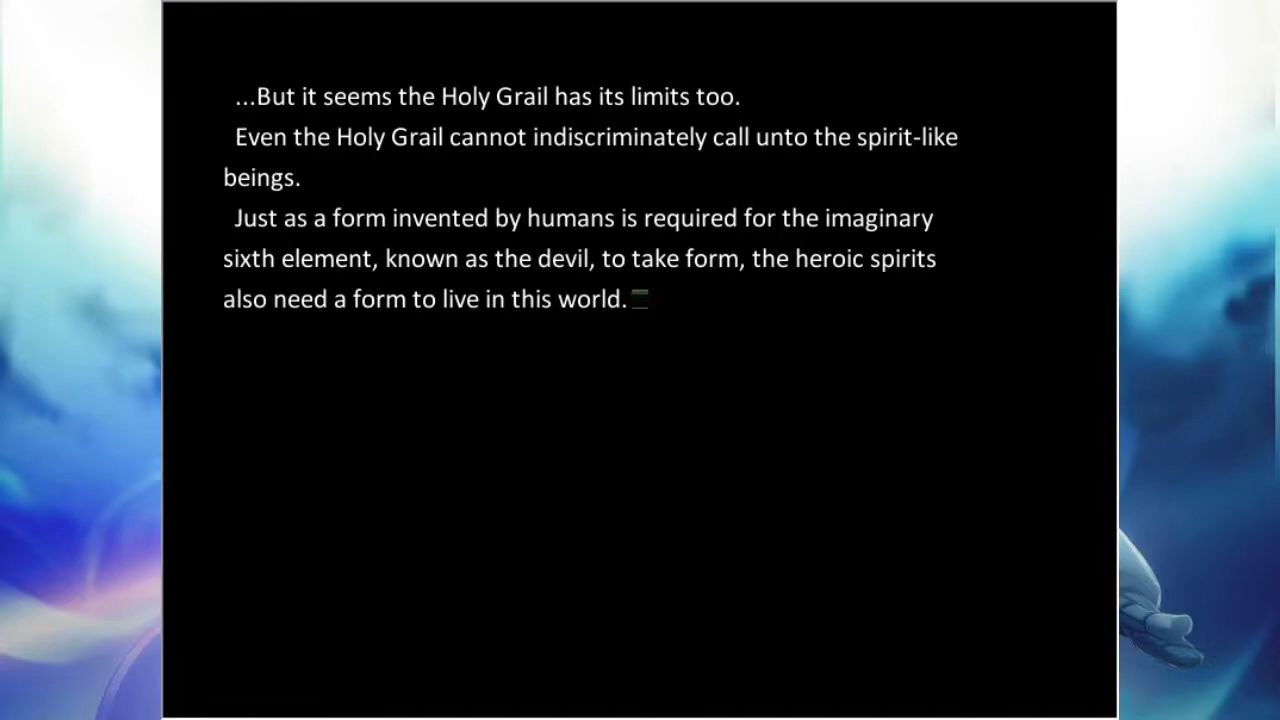 ...But it seems the Holy Grail has its limits too.
Even the Holy Grail cannot indiscriminately call unto the spirit-like
beings.
Just as a form invented by humans is required for the imaginary
sixth element, known as the devil, to take form, the heroic spirits
also need a form to live in this world.